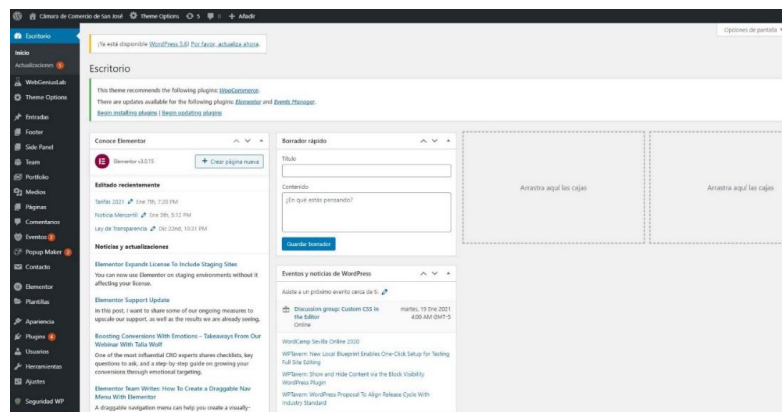 Cámara de Comercio de San José Theme Options 5 0 Añadir
Opciones de pantalla
Escritorio
Inicio
Actualizaciones 5
WebGeniusLab
Theme Options
Entradas
Footer
Side Panel
Team
Portfolio
Medios
Páginas
Comentarios
Eventos
Popup Maker
Contacto
Elementor
Plantillas
Apariencia
Plugins 4
Usuarios
Herramientas
Ajustes
Seguridad WP
¡Ya está disponible WordPress 5.6! Por favor, actualiza ahora.
Escritorio
This theme recommends the following plugin: WooCommerce.
There are updates available for the following plugins: Elementor and Events Manager.
Begin installing plugins | Begin updating plugins
Conoce Elementor
Elementor v3.0.15
+ Crear página nueva
Editado recientemente
Tarifas 2021 Ene 7th, 7:20 PM
Noticia Mercantil Ene 5th, 5:12 PM
Ley de Transparencia Dic 22nd, 10:31 PM
Noticias y actualizaciones
Elementor Expands License To Include Staging Sites
You can now use Elementor on staging environments without it
affecting your license.
Elementor Support Update
In this post, I want to share some of our ongoing measures to
upscale our support, as well as the results we are already seeing.
Boosting Conversions With Emotions – Takeaways From Our
Webinar With Talia Wolf
One of the most influential CRO experts shares checklists, key
questions to ask, and a step-by-step guide on growing your
conversions through emotional targeting.
Elementor Team Writes: How To Create a Draggable Nav
Menu With Elementor
A draggable navigation menu can help you create a visually-
Borrador rápido
Título
Contenido
¿En qué estás pensando?
Guardar borrador
Eventos y noticias de WordPress
Asiste a un próximo evento cerca de ti.
Discussion group: Custom CSS in martes, 19 Ene 2021
the Editor 4:00 AM GMT-5
Online
WordCamp Sevilla Online 2020
WPTavern: New Local Blueprint Enables One-Click Setup for Testing
Full Site Editing
WPTavern: Show and Hide Content via the Block Visibility
WordPress Plugin
WPTavern: WordPress Proposal To Align Release Cycle With
Industry Standard
Arrastra aquí las cajas
Arrastra aquí las cajas